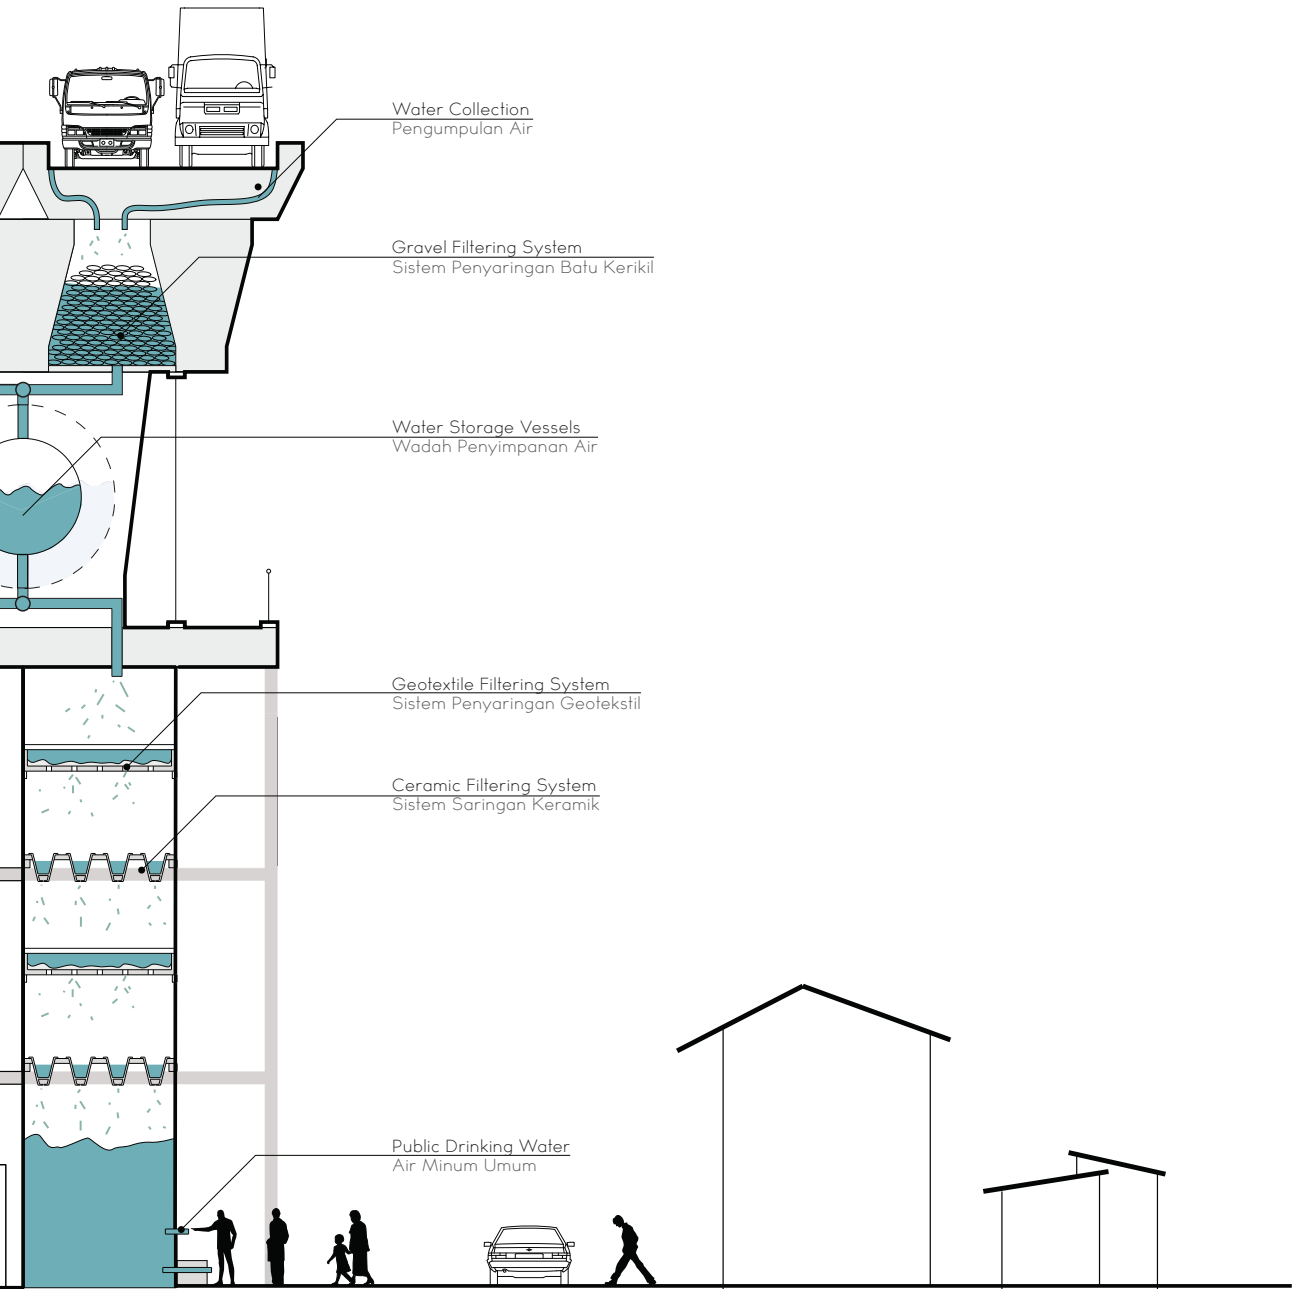 Water Collection
Pengumpulan Air
Gravel Filtering System
Sistem Penyaringan Batu Kerikil
Water Storage Vessels
Wadah Penyimpanan Air
Geotextile Filtering System
Sistem Penyaringan Geotekstil
Ceramic Filtering System
Sistem Saringan Keramik
Public Drinking Water
Air Minum Umum